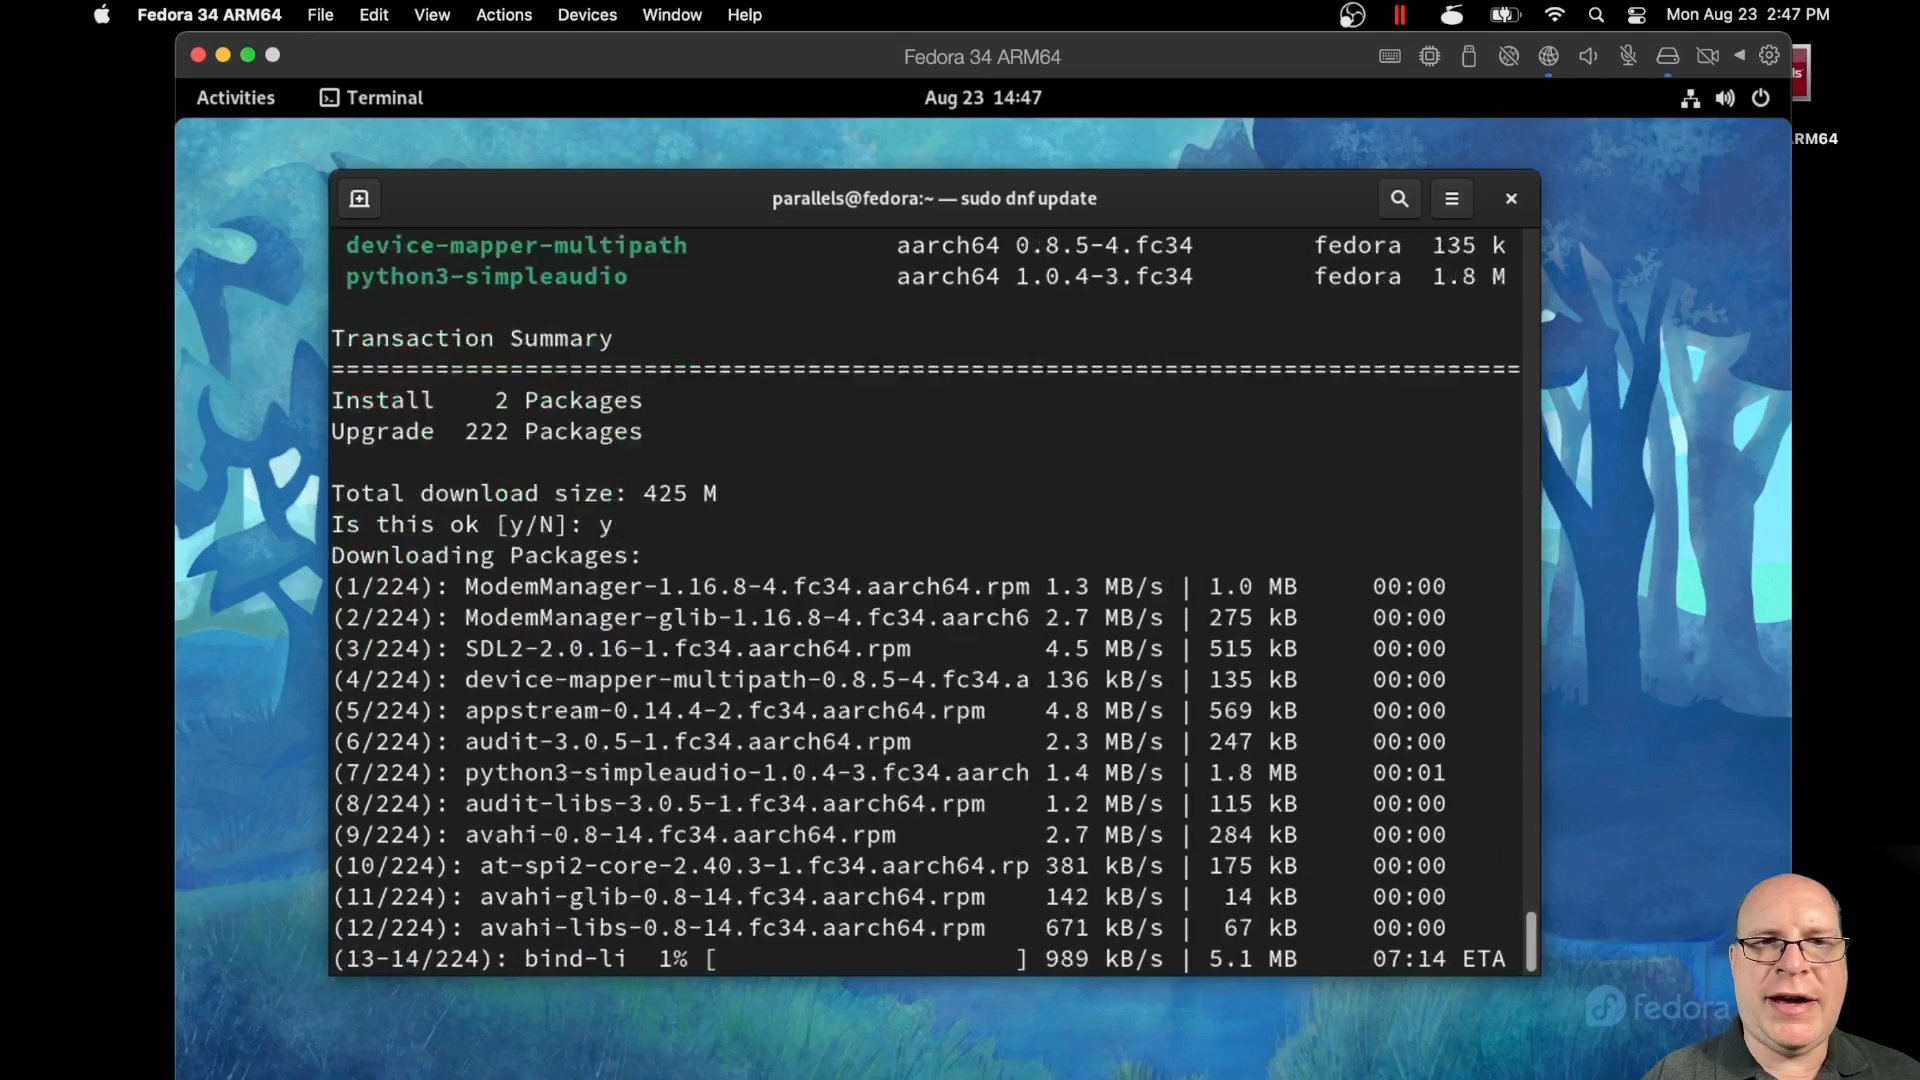 Fedora 34 ARM64 File Edit View Actions Devices Window Help Mon Aug 23 2:47 PM
Fedora 34 ARM64
Activities Terminal Aug 23 14:47
RM64
parallels@fedora:~ — sudo dnf update
device-mapper-multipath aarch64 0.8.5-4.fc34 fedora 135 k
python3-simpleaudio aarch64 1.0.4-3.fc34 fedora 1.8 M
Transaction Summary
================================================================================
Install 2 Packages
Upgrade 222 Packages
Total download size: 425 M
Is this ok [y/N]: y
Downloading Packages:
(1/224): ModemManager-1.16.8-4.fc34.aarch64.rpm 1.3 MB/s | 1.0 MB 00:00
(2/224): ModemManager-glib-1.16.8-4.fc34.aarch6 2.7 MB/s | 275 kB 00:00
(3/224): SDL2-2.0.16-1.fc34.aarch64.rpm 4.5 MB/s | 515 kB 00:00
(4/224): device-mapper-multipath-0.8.5-4.fc34.a 136 kB/s | 135 kB 00:00
(5/224): appstream-0.14.4-2.fc34.aarch64.rpm 4.8 MB/s | 569 kB 00:00
(6/224): audit-3.0.5-1.fc34.aarch64.rpm 2.3 MB/s | 247 kB 00:00
(7/224): python3-simpleaudio-1.0.4-3.fc34.aarch 1.4 MB/s | 1.8 MB 00:01
(8/224): audit-libs-3.0.5-1.fc34.aarch64.rpm 1.2 MB/s | 115 kB 00:00
(9/224): avahi-0.8-14.fc34.aarch64.rpm 2.7 MB/s | 284 kB 00:00
(10/224): at-spi2-core-2.40.3-1.fc34.aarch64.rp 381 kB/s | 175 kB 00:00
(11/224): avahi-glib-0.8-14.fc34.aarch64.rpm 142 kB/s | 14 kB 00:00
(12/224): avahi-libs-0.8-14.fc34.aarch64.rpm 671 kB/s | 67 kB 00:00
(13-14/224): bind-li 1% [ ] 989 kB/s | 5.1 MB 07:14 ETA
fedora